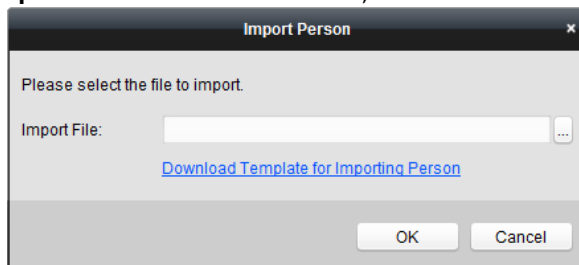 Import Person ×
Please select the file to import.
Import File: ...
Download Template for Importing Person
OK Cancel